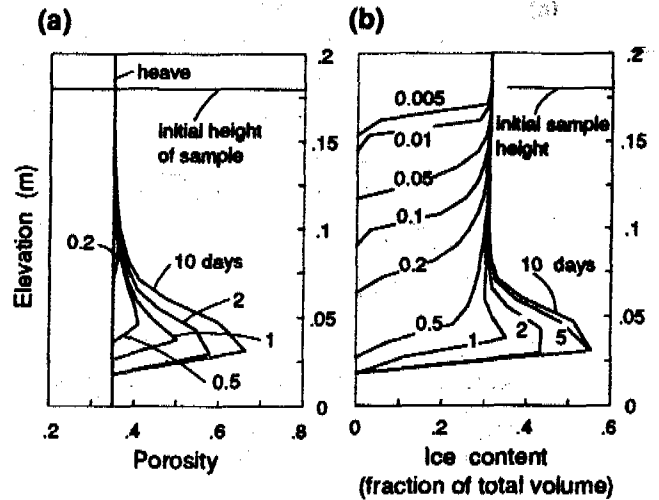 (a)
(b)
heave
initial height
of sample
0.2
10 days
2
1
0.5
.2
.15
.1
.05
0
Elevation (m)
.2
.4
.6
.8
Porosity
0.005
0.01
0.05
0.1
0.2
0.5
1
2
5
10 days
initial sample
height
.2
.15
.1
.05
0
0
.2
.4
.6
Ice content
(fraction of total volume)